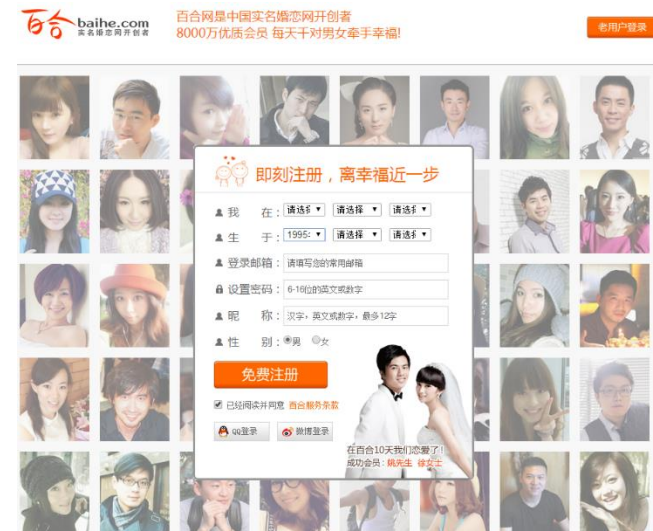 百合 baihe.com
实名婚恋网开创者
百合网是中国实名婚恋网开创者
8000万优质会员 每天千对男女牵手幸福!
老用户登录
即刻注册，离幸福近一步
我 在： 请选择 请选择 请选择
生 于： 1995 请选择 请选择
登录邮箱： 请填写您的常用邮箱
设置密码： 6-16位的英文或数字
昵 称： 汉字，英文或数字，最多12字
性 别： 男 女
免费注册
已经阅读并同意 百合服务条款
QQ登录 微博登录
在百合10天我们恋爱了!
成功会员：姚先生 徐女士